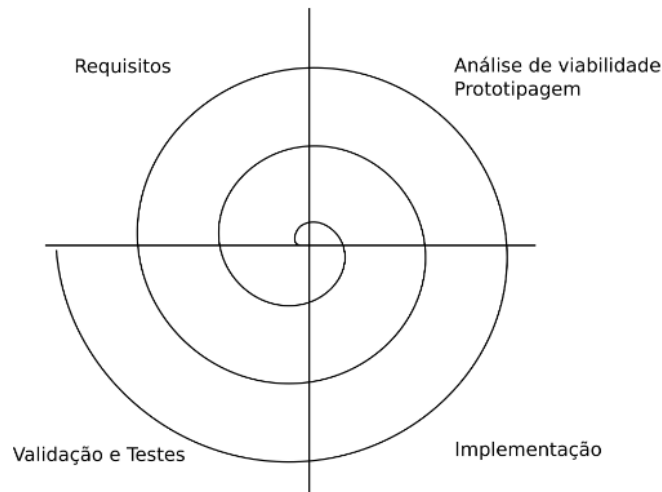 Requisitos
Análise de viabilidade
Prototipagem
Validação e Testes
Implementação